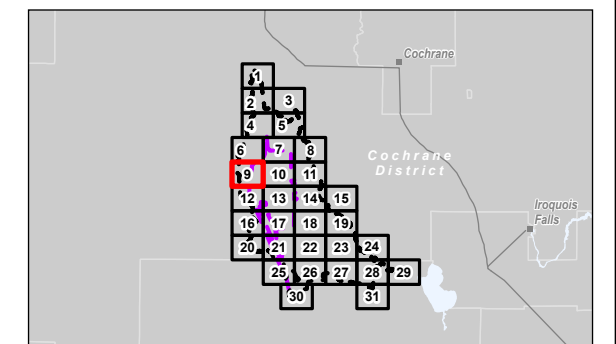 Cochrane
1
2 3
4 5
6 7 8
Cochrane
District
9 10 11
12 13 14 15
Iroquois
Falls
16 17 18 19
20 21 22 23 24
25 26 27 28 29
30 31